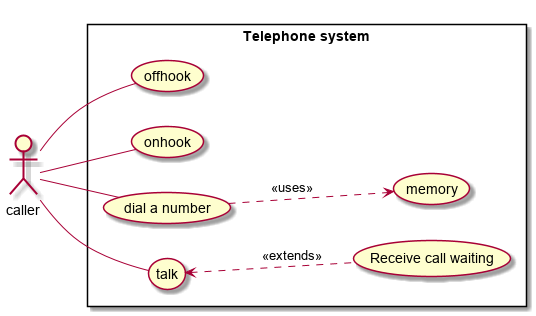 Telephone system
offhook
onhook
dial a number
«uses»
memory
caller
«extends»
Receive call waiting
talk